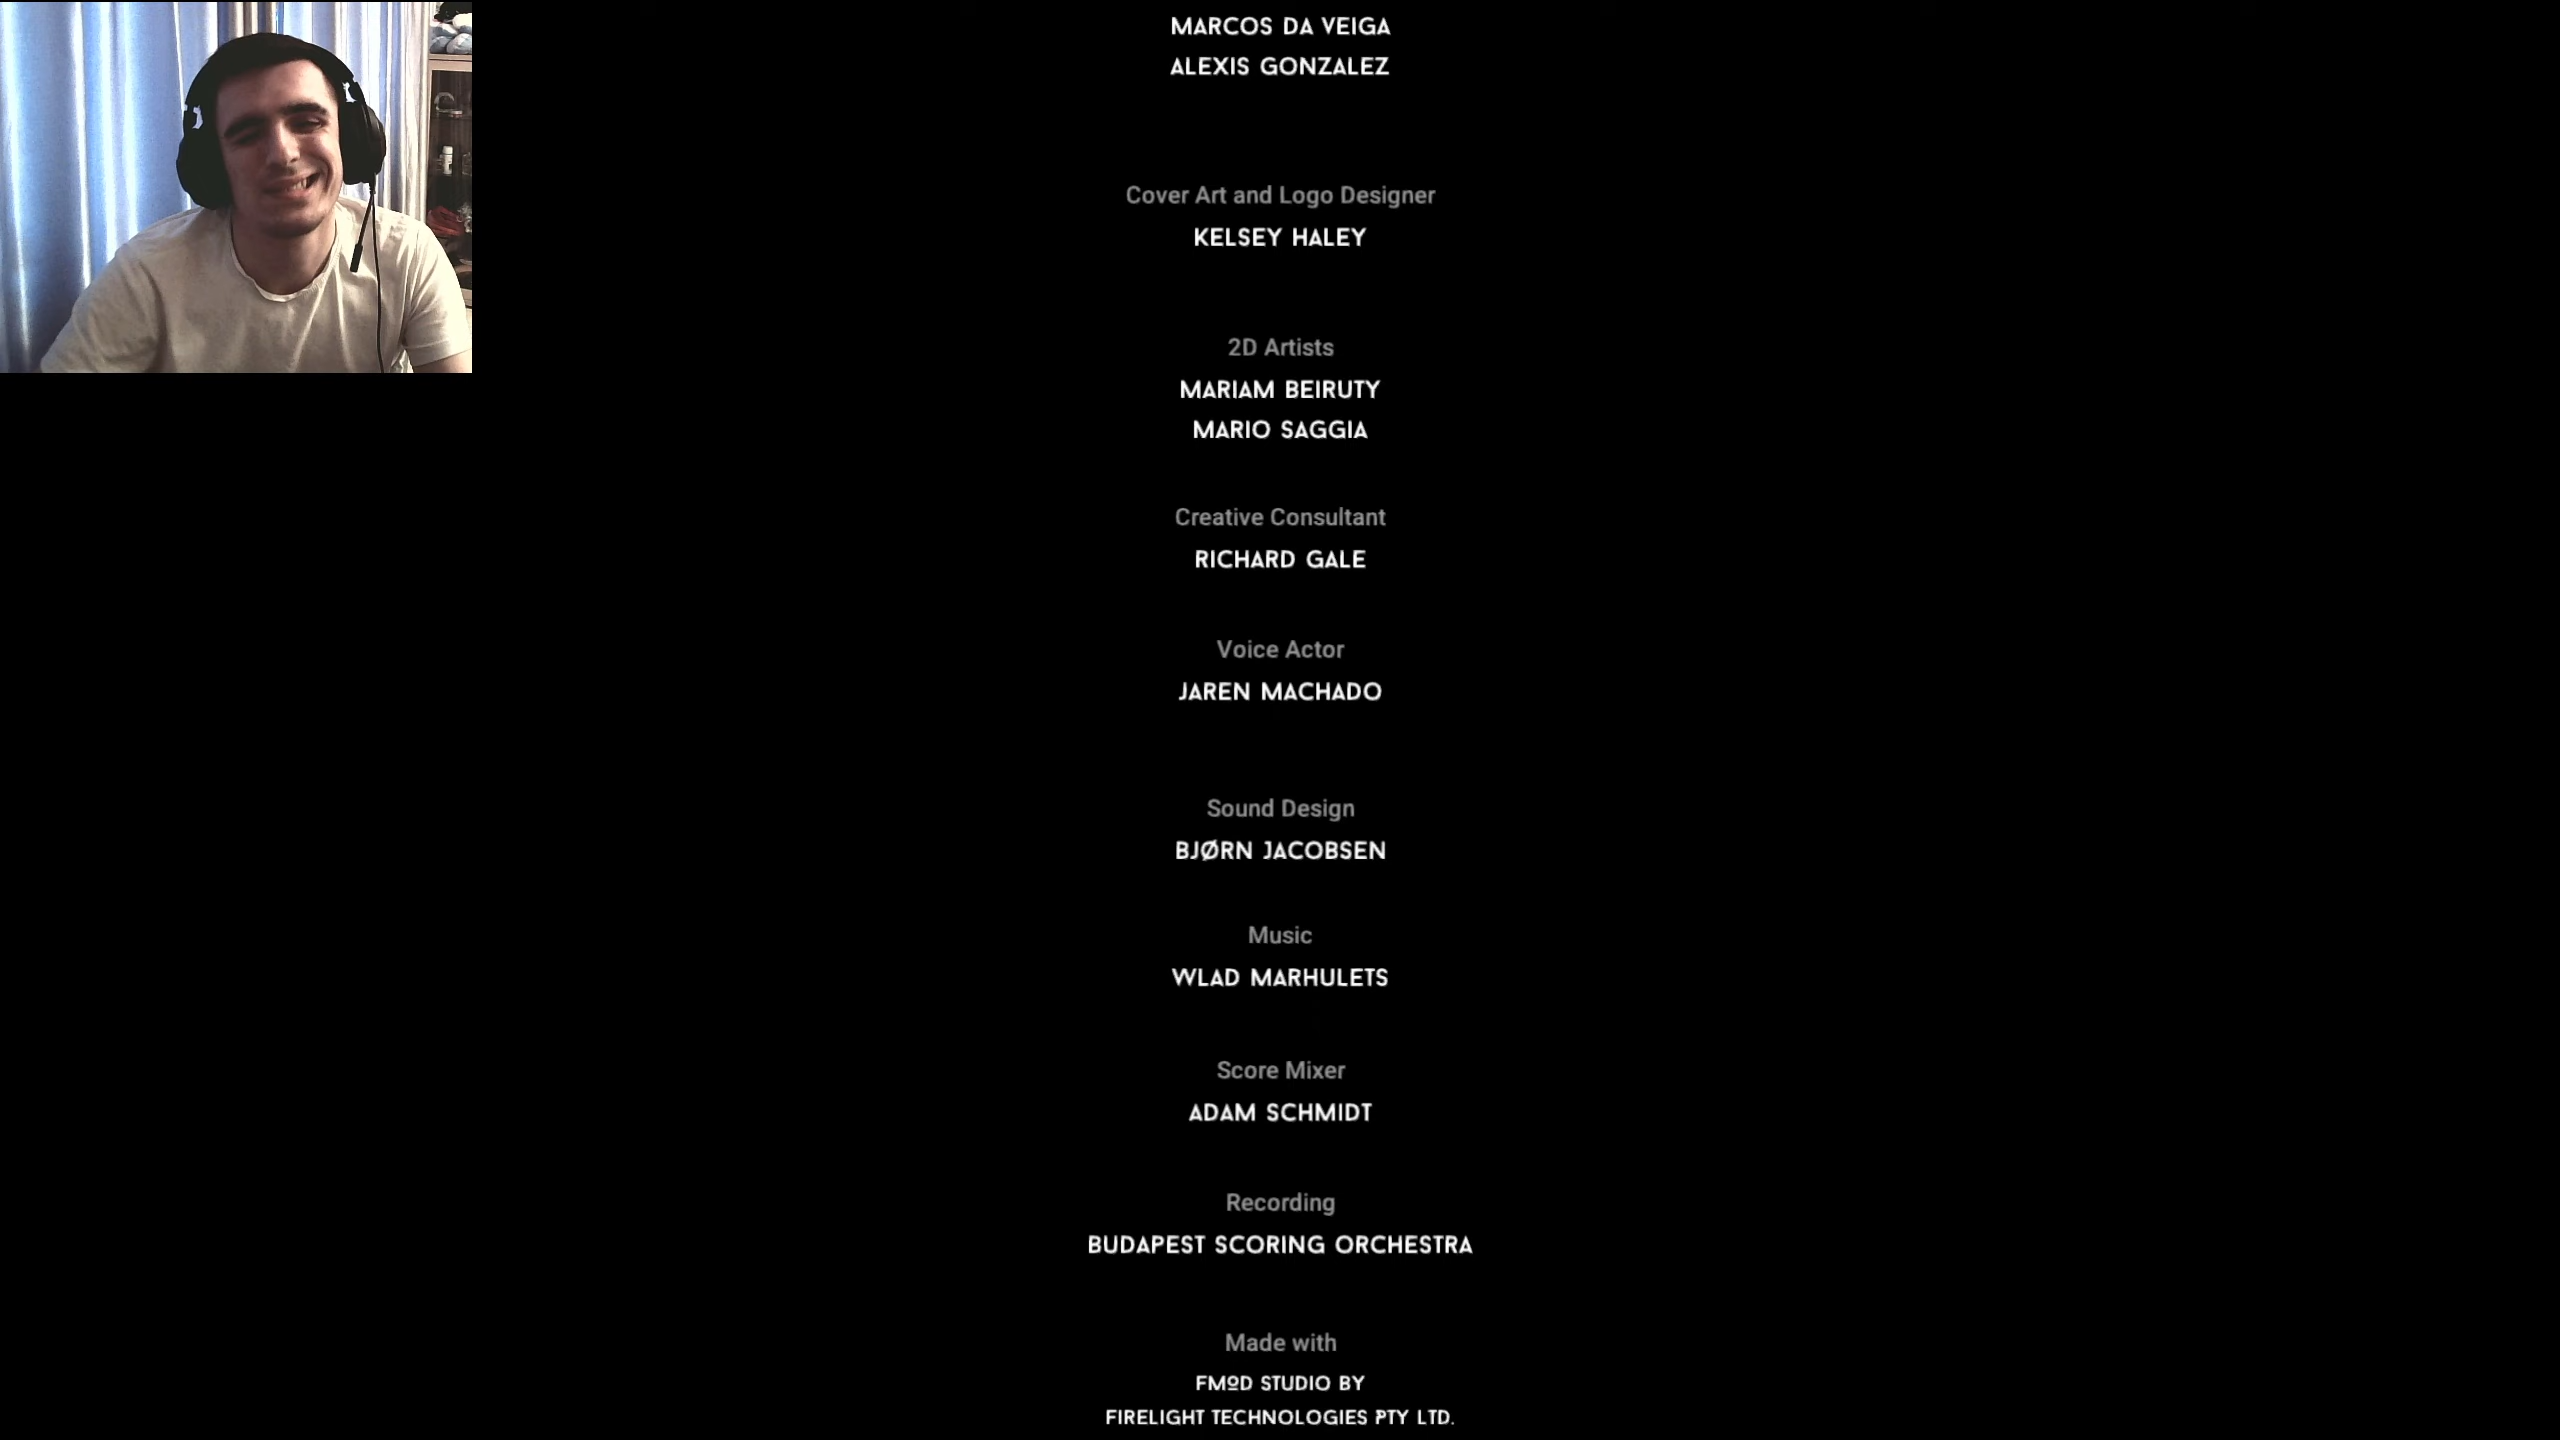 MARCOS DA VEIGA
ALEXIS GONZALEZ
Cover Art and Logo Designer
KELSEY HALEY
2D Artists
MARIAM BEIRUTY
MARIO SAGGIA
Creative Consultant
RICHARD GALE
Voice Actor
JAREN MACHADO
Sound Design
BJØRN JACOBSEN
Music
WLAD MARHULETS
Score Mixer
ADAM SCHMIDT
Recording
BUDAPEST SCORING ORCHESTRA
Made with
FMOD STUDIO BY
FIRELIGHT TECHNOLOGIES PTY LTD.